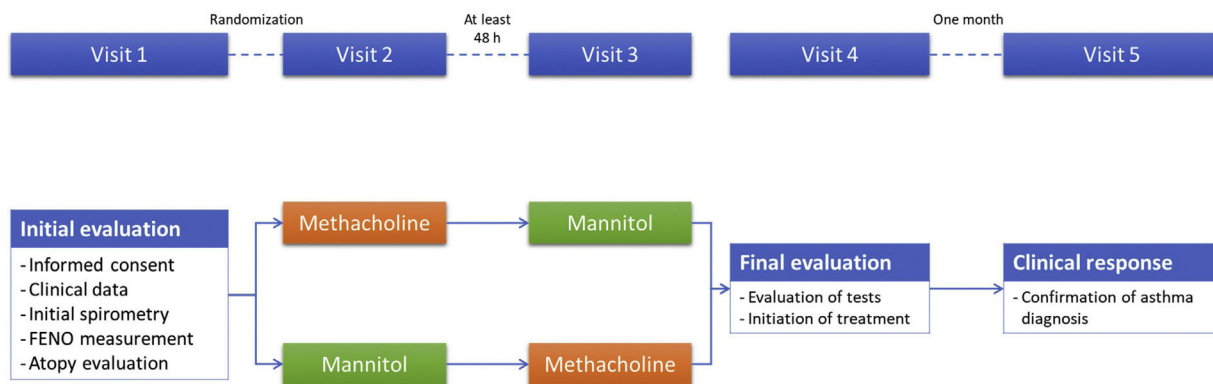 Randomization
At least
48 h
One month
Visit 1
Visit 2
Visit 3
Visit 4
Visit 5
Initial evaluation
- Informed consent
- Clinical data
- Initial spirometry
- FENO measurement
- Atopy evaluation
Methacholine
Mannitol
Mannitol
Methacholine
Final evaluation
- Evaluation of tests
- Initiation of treatment
Clinical response
- Confirmation of asthma
diagnosis